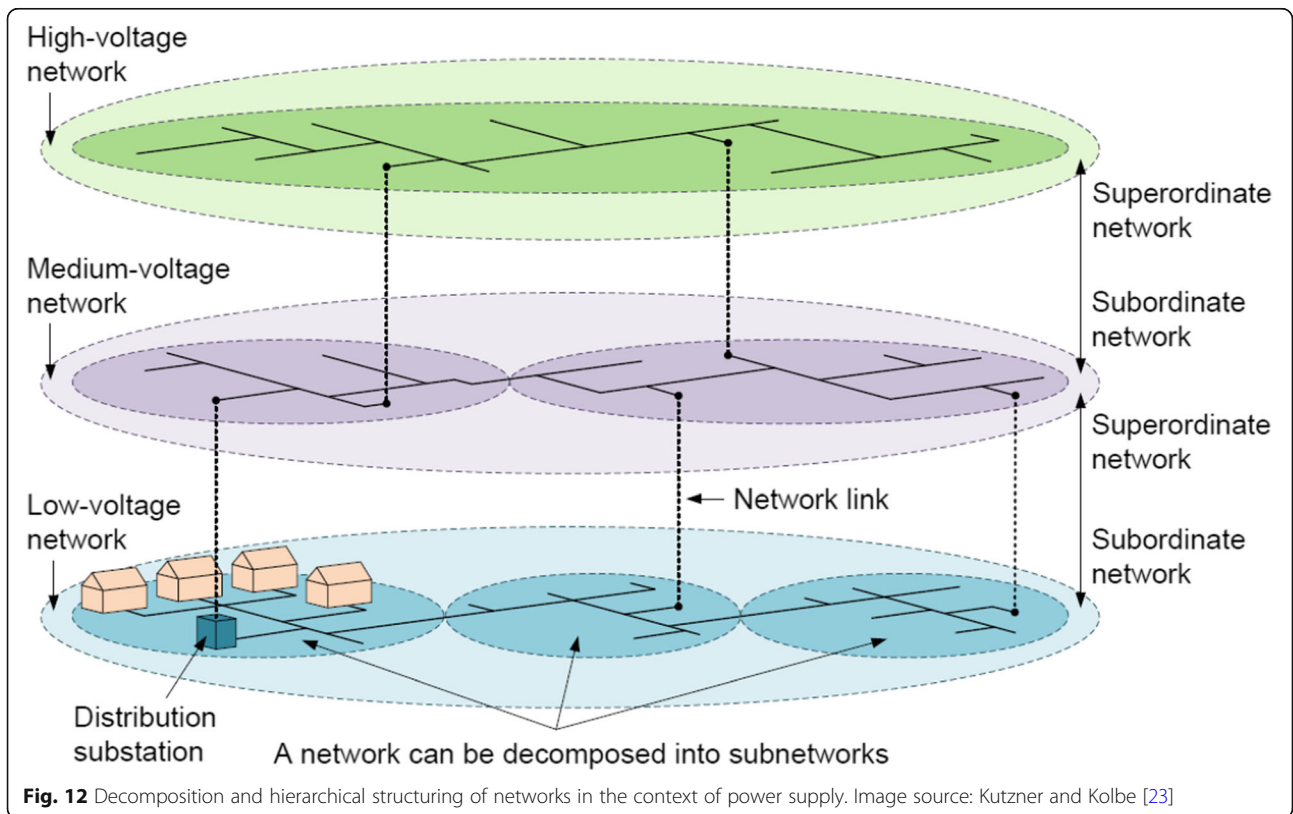 High-voltage
network
Superordinate
network
Medium-voltage
network
Subordinate
network
Superordinate
network
Network link
Low-voltage
network
Subordinate
network
Distribution
substation
A network can be decomposed into subnetworks
Fig. 12 Decomposition and hierarchical structuring of networks in the context of power supply. Image source: Kutzner and Kolbe [23]